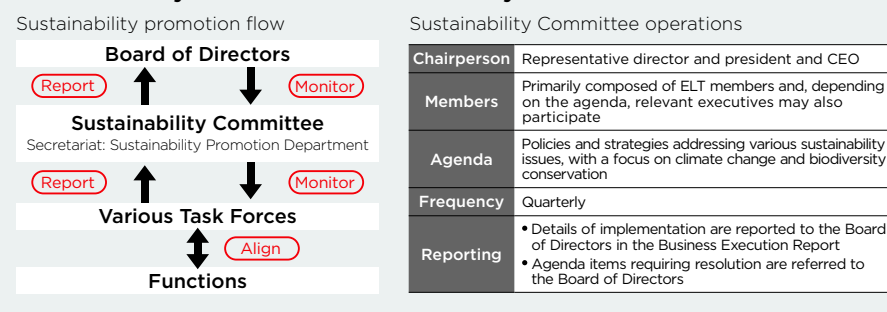 Sustainability promotion flow
Board of Directors
Report
Monitor
Sustainability Committee
Secretariat: Sustainability Promotion Department
Report
Monitor
Various Task Forces
Align
Functions
Sustainability Committee operations
Chairperson Representative director and president and CEO
Members
Primarily composed of ELT members and, depending
on the agenda, relevant executives may also
participate
Agenda
Policies and strategies addressing various sustainability
issues, with a focus on climate change and biodiversity
conservation
Frequency Quarterly
Reporting
• Details of implementation are reported to the Board
of Directors in the Business Execution Report
• Agenda items requiring resolution are referred to
the Board of Directors